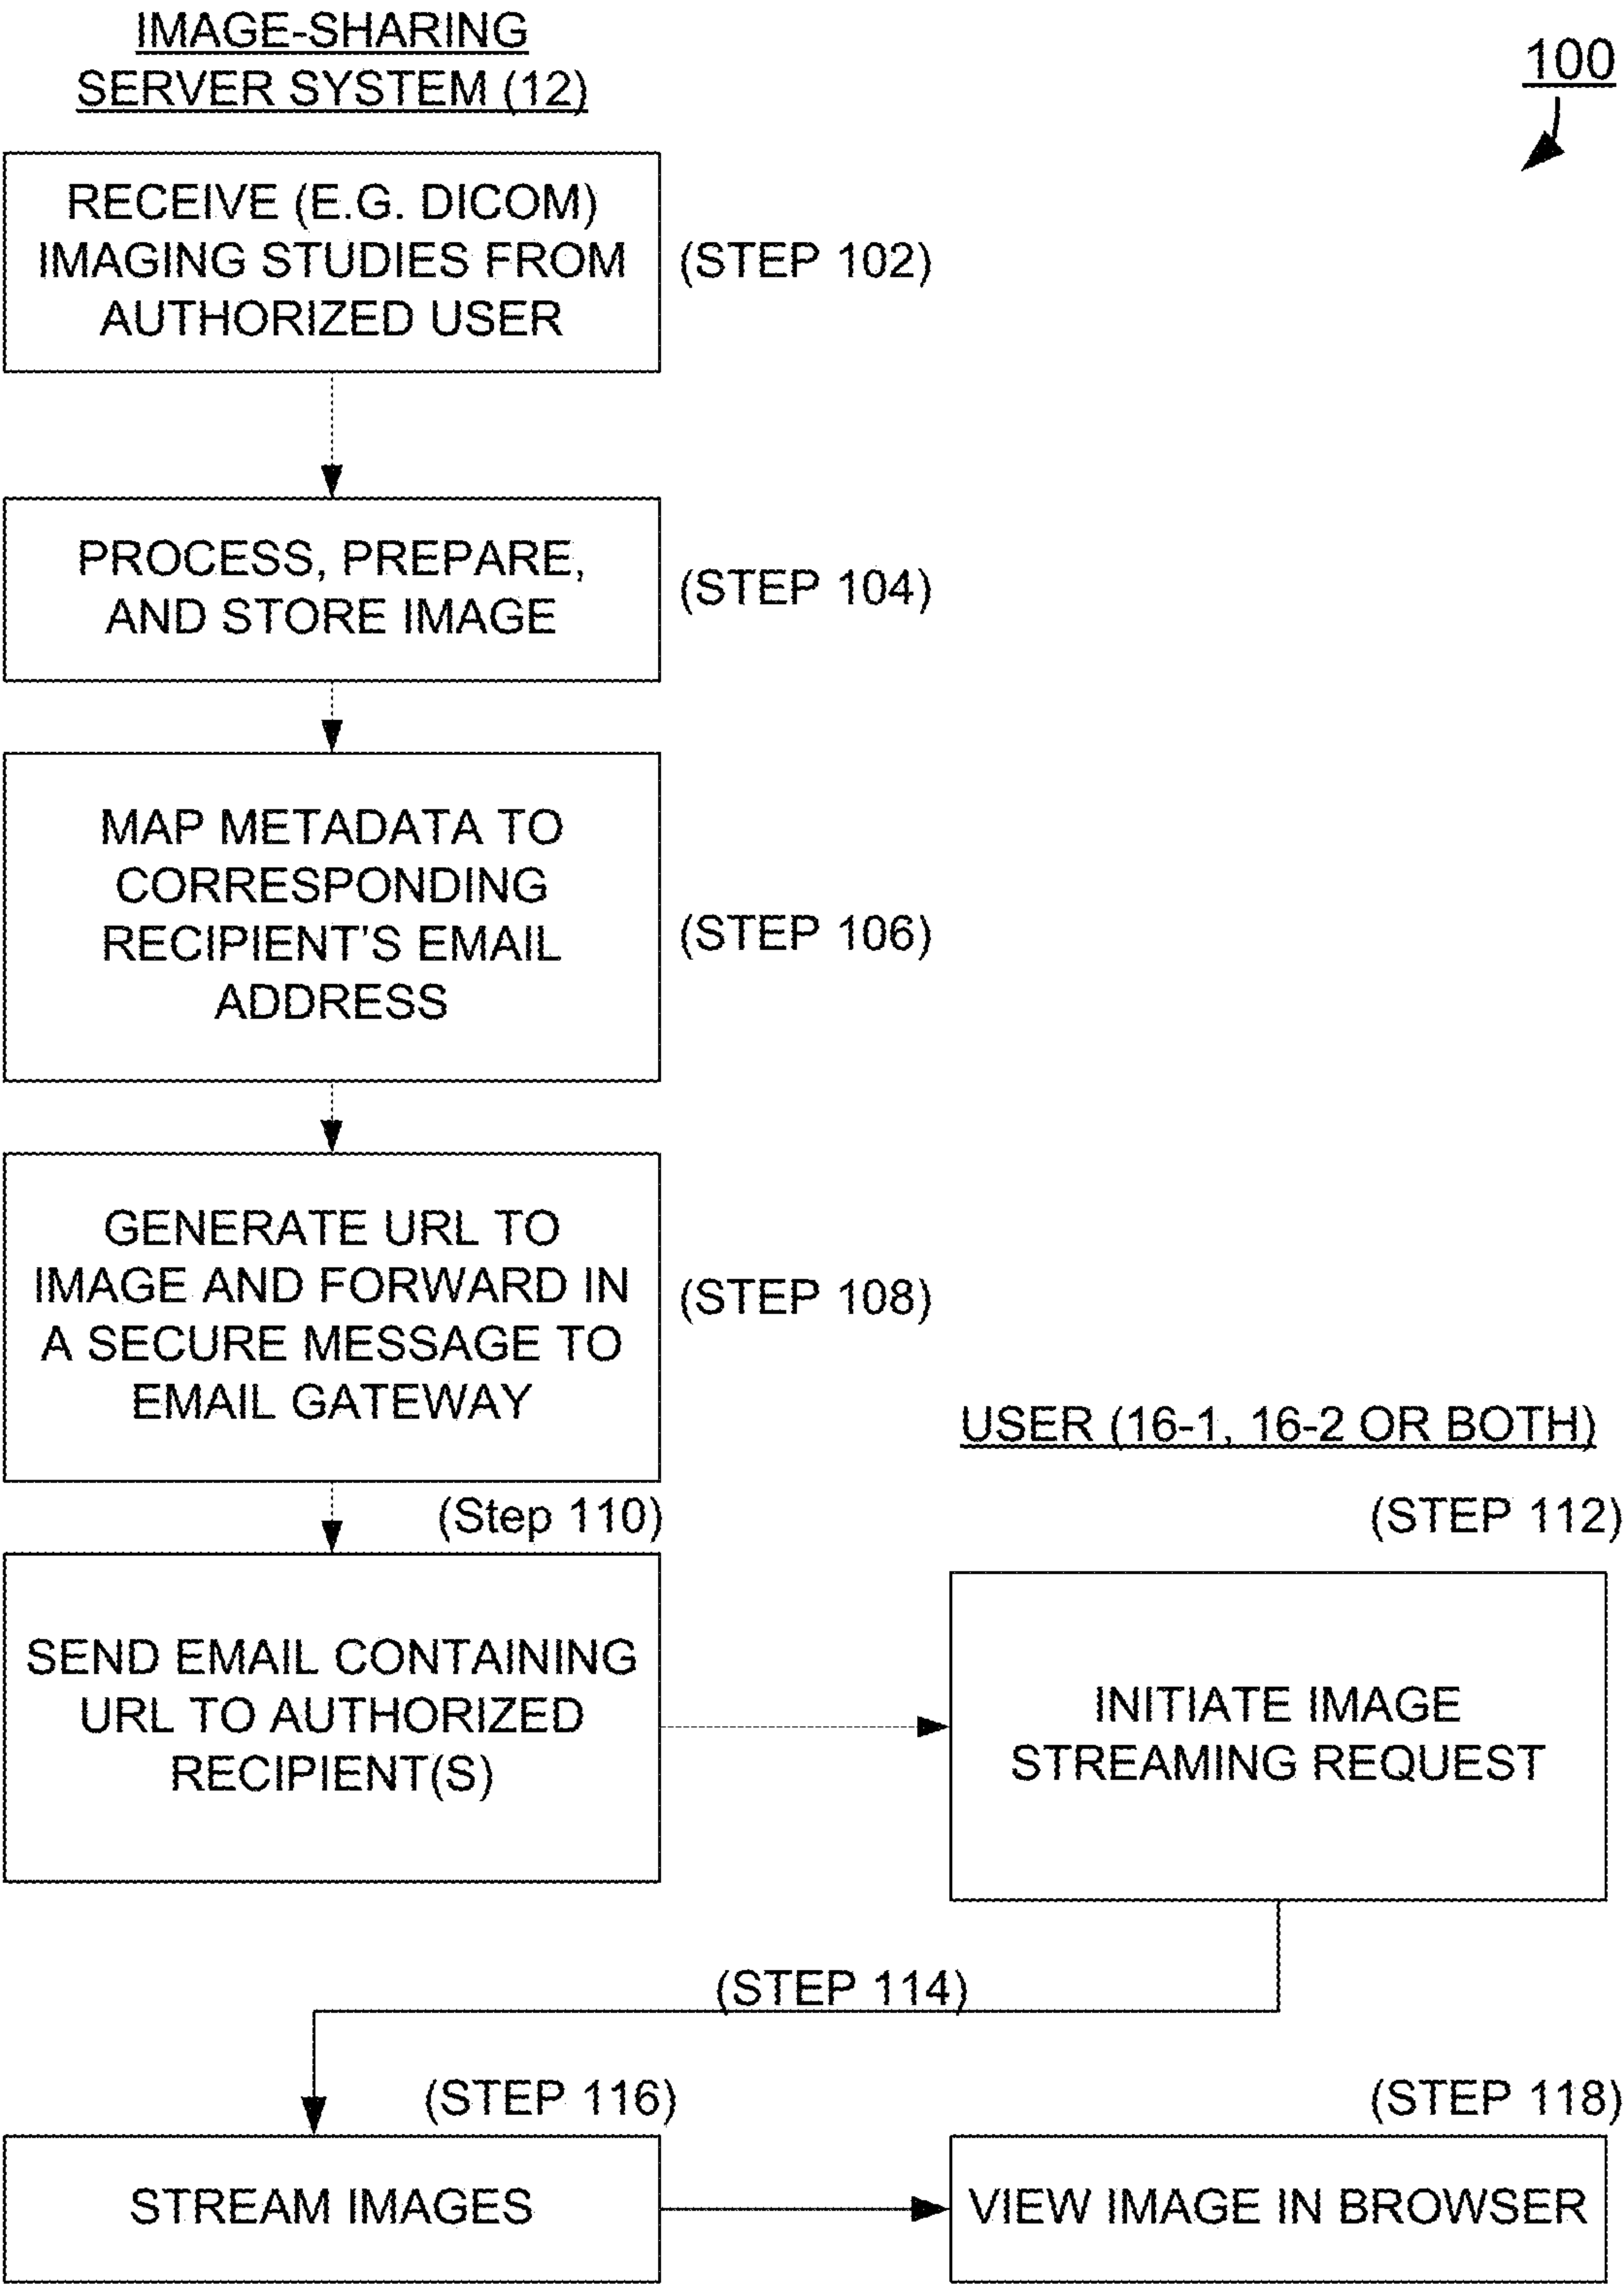 IMAGE-SHARING
SERVER SYSTEM (12)
100
RECEIVE (E.G. DICOM)
IMAGING STUDIES FROM
AUTHORIZED USER
(STEP 102)
PROCESS, PREPARE,
AND STORE IMAGE
(STEP 104)
MAP METADATA TO
CORRESPONDING
RECIPIENT'S EMAIL
ADDRESS
(STEP 106)
GENERATE URL TO
IMAGE AND FORWARD IN
A SECURE MESSAGE TO
EMAIL GATEWAY
(STEP 108)
USER (16-1, 16-2 OR BOTH)
(Step 110)
(STEP 112)
SEND EMAIL CONTAINING
URL TO AUTHORIZED
RECIPIENT(S)
INITIATE IMAGE
STREAMING REQUEST
(STEP 114)
(STEP 116)
(STEP 118)
STREAM IMAGES
VIEW IMAGE IN BROWSER